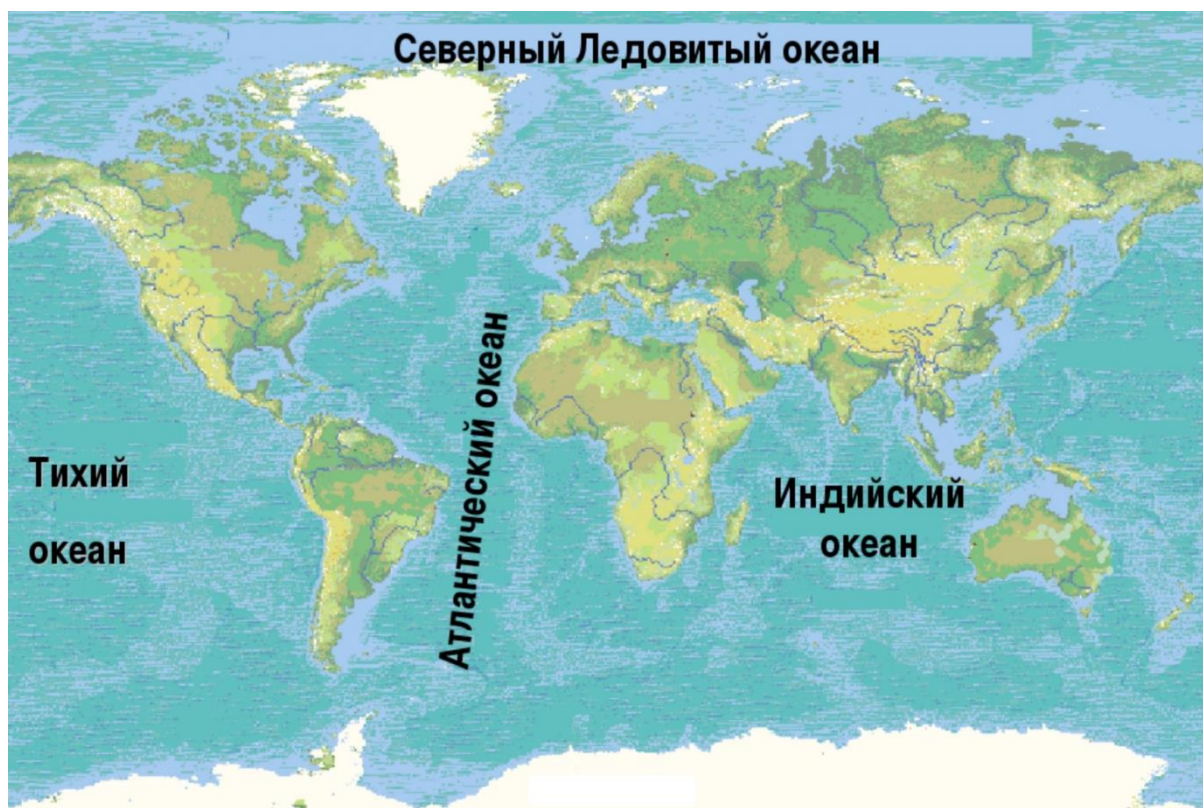 Северный Ледовитый океан
Атлантический океан
Тихий
океан
Индийский
океан